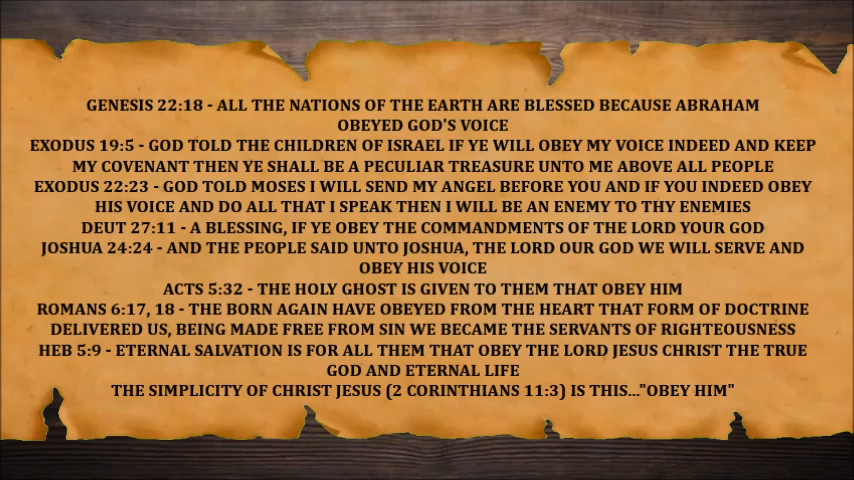 GENESIS 22:18 - ALL THE NATIONS OF THE EARTH ARE BLESSED BECAUSE ABRAHAM
OBEYED GOD'S VOICE
EXODUS 19:5 - GOD TOLD THE CHILDREN OF ISRAEL IF YE WILL OBEY MY VOICE INDEED AND KEEP
MY COVENANT THEN YE SHALL BE A PECULIAR TREASURE UNTO ME ABOVE ALL PEOPLE
EXODUS 22:23 - GOD TOLD MOSES I WILL SEND MY ANGEL BEFORE YOU AND IF YOU INDEED OBEY
HIS VOICE AND DO ALL THAT I SPEAK THEN I WILL BE AN ENEMY TO THY ENEMIES
DEUT 27:11 - A BLESSING, IF YE OBEY THE COMMANDMENTS OF THE LORD YOUR GOD
JOSHUA 24:24 - AND THE PEOPLE SAID UNTO JOSHUA, THE LORD OUR GOD WE WILL SERVE AND
OBEY HIS VOICE
ACTS 5:32 - THE HOLY GHOST IS GIVEN TO THEM THAT OBEY HIM
ROMANS 6:17, 18 - THE BORN AGAIN HAVE OBEYED FROM THE HEART THAT FORM OF DOCTRINE
DELIVERED US, BEING MADE FREE FROM SIN WE BECAME THE SERVANTS OF RIGHTEOUSNESS
HEB 5:9 - ETERNAL SALVATION IS FOR ALL THEM THAT OBEY THE LORD JESUS CHRIST THE TRUE
GOD AND ETERNAL LIFE
THE SIMPLICITY OF CHRIST JESUS (2 CORINTHIANS 11:3) IS THIS..."OBEY HIM"